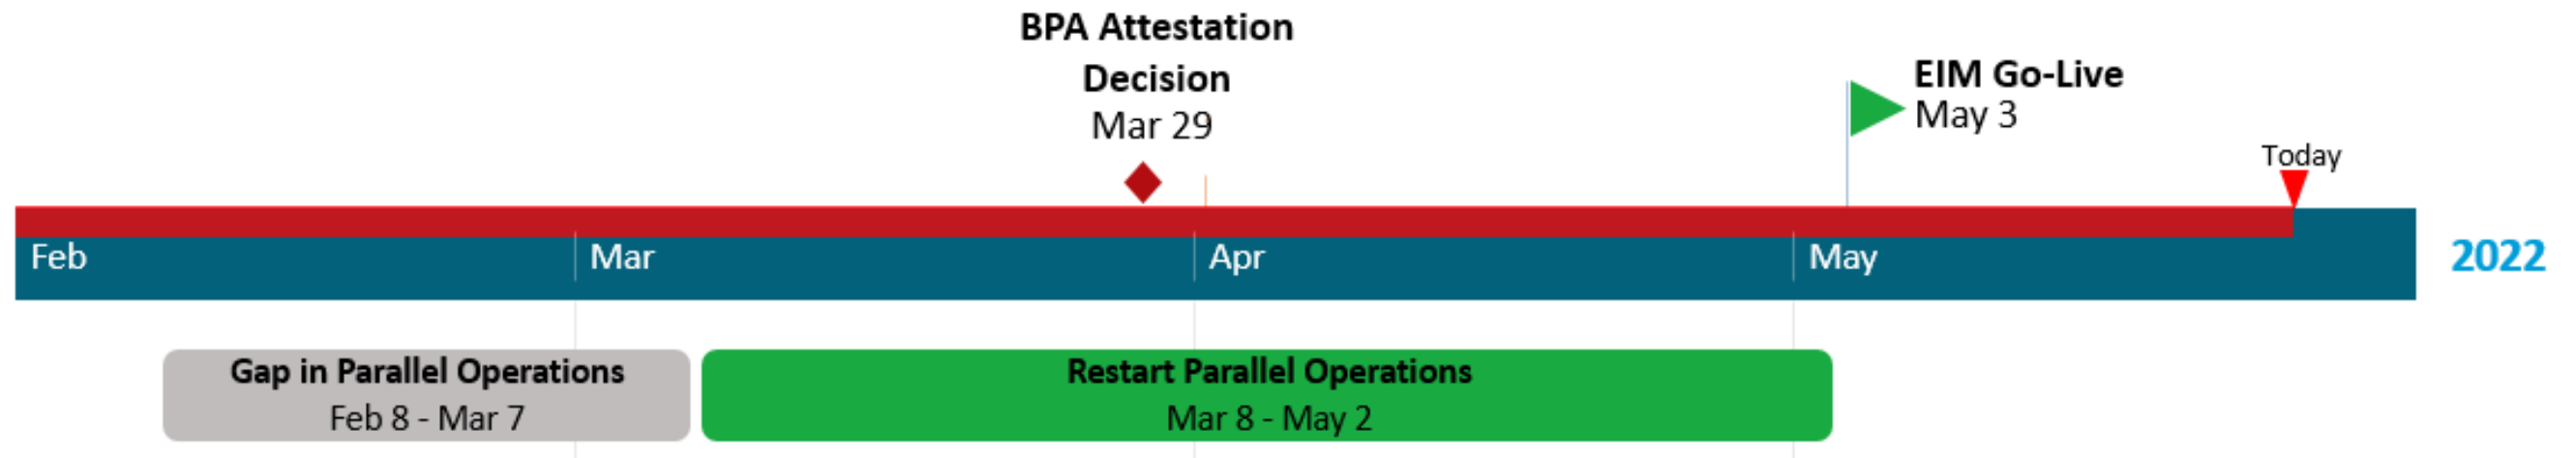 BPA Attestation
Decision
Mar 29
EIM Go-Live
May 3
Today
Feb
Mar
Apr
May
2022
Gap in Parallel Operations
Feb 8 - Mar 7
Restart Parallel Operations
Mar 8 - May 2